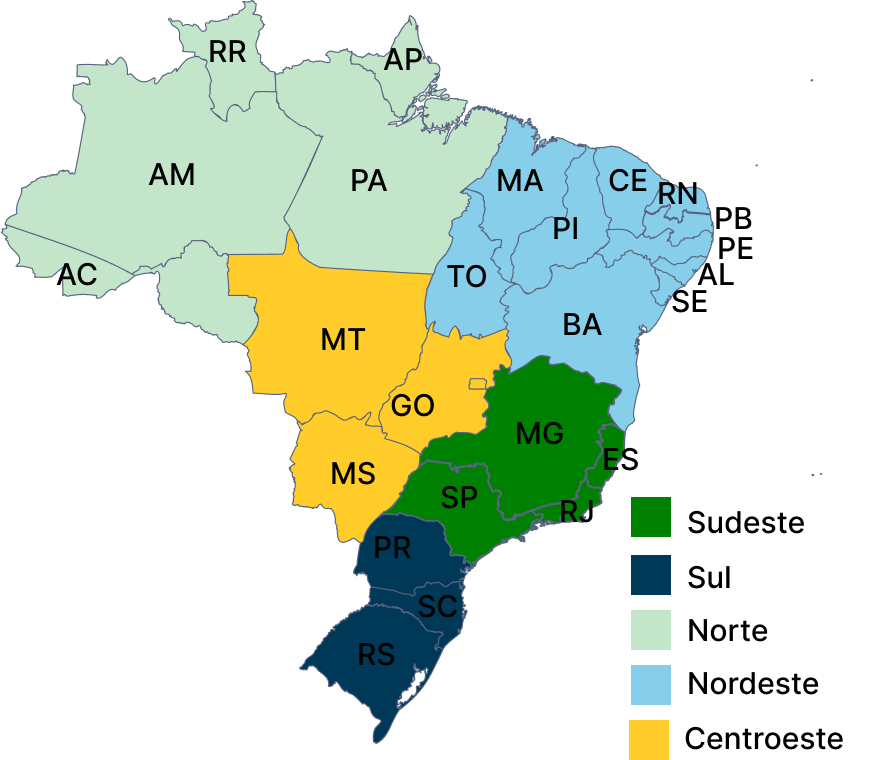 RR
AP
AM
PA
MA
CE
RN
PB
PI
PE
AC
TO
AL
SE
MT
BA
GO
MG
ES
MS
SP
RJ
PR
SC
RS
Sudeste
Sul
Norte
Nordeste
Centroeste